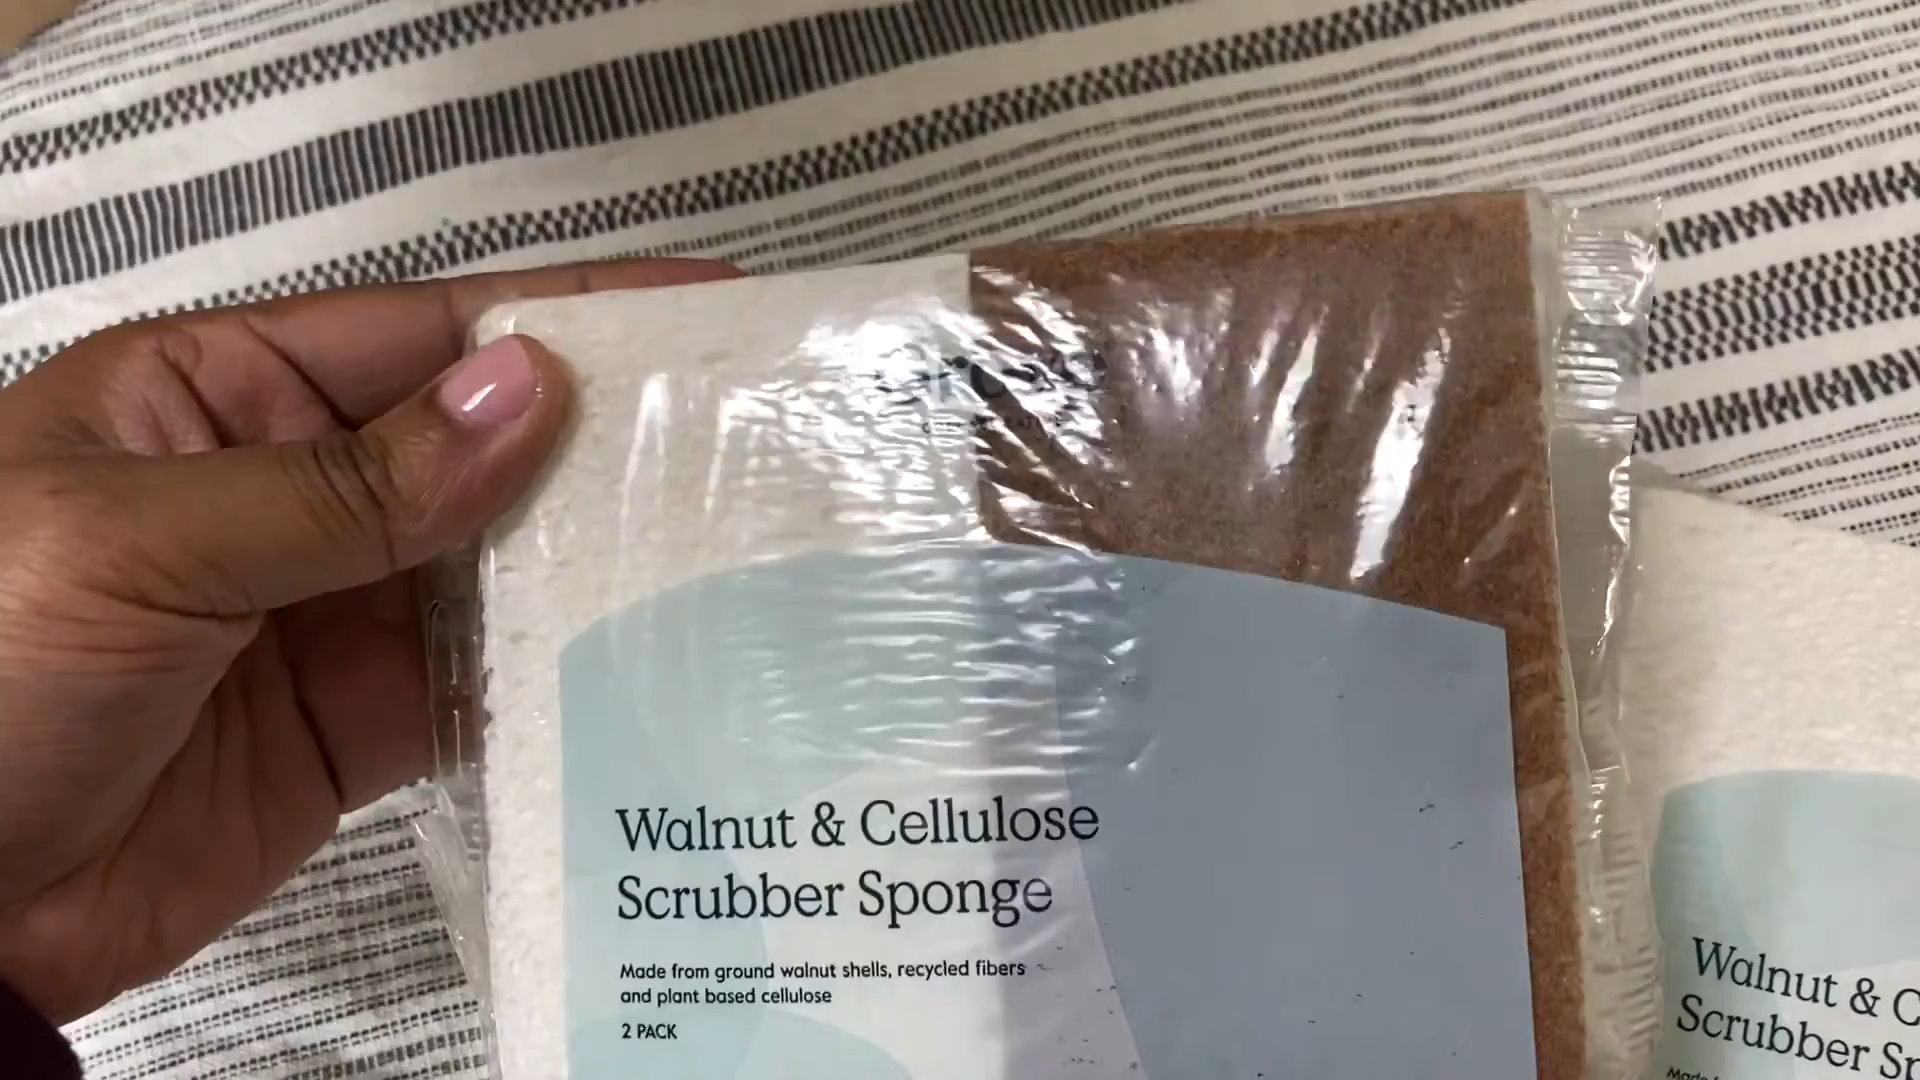 Walnut & Cellulose
Scrubber Sponge
Made from ground walnut shells, recycled fibers
and plant based cellulose
2 PACK
Walnut & C
Scrubber Sp